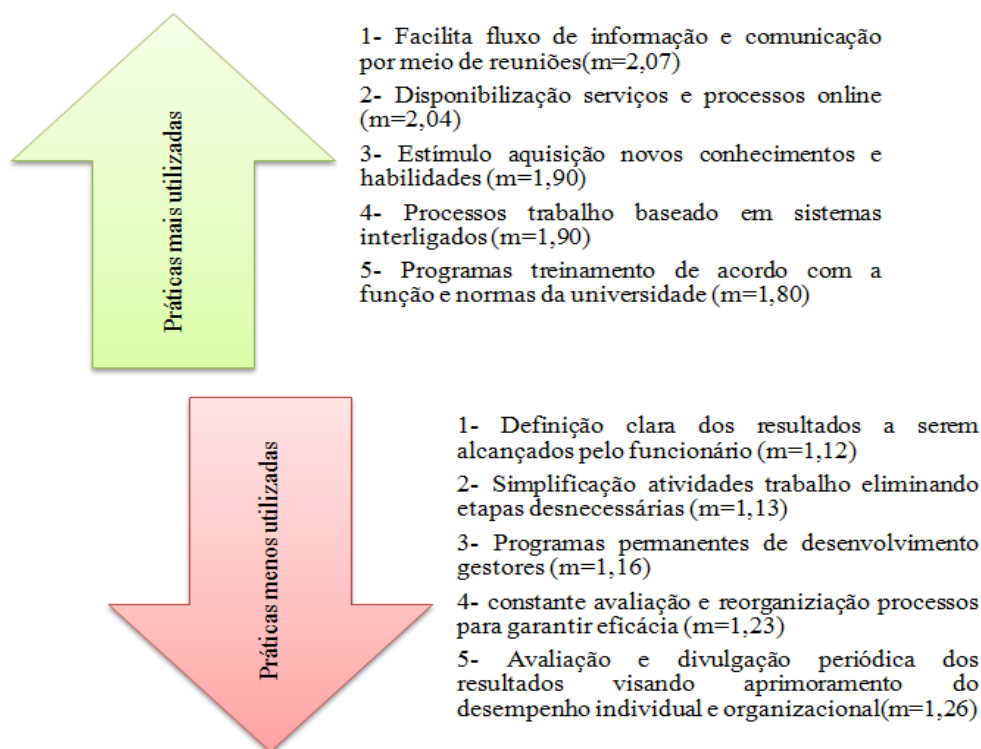 Práticas mais utilizadas
1- Facilita fluxo de informação e comunicação
por meio de reuniões(m=2,07)
2- Disponibilização serviços e processos online
(m=2,04)
3- Estímulo aquisição novos conhecimentos e
habilidades (m=1,90)
4- Processos trabalho baseado em sistemas
interligados (m=1,90)
5- Programas treinamento de acordo com a
função e normas da universidade (m=1,80)
Práticas menos utilizadas
1- Definição clara dos resultados a serem
alcançados pelo funcionário (m=1,12)
2- Simplificação atividades trabalho eliminando
etapas desnecessárias (m=1,13)
3- Programas permanentes de desenvolvimento
gestores (m=1,16)
4- constante avaliação e reorganiziação processos
para garantir eficácia (m=1,23)
5- Avaliação e divulgação periódica dos
resultados visando aprimoramento do
desempenho individual e organizacional(m=1,26)